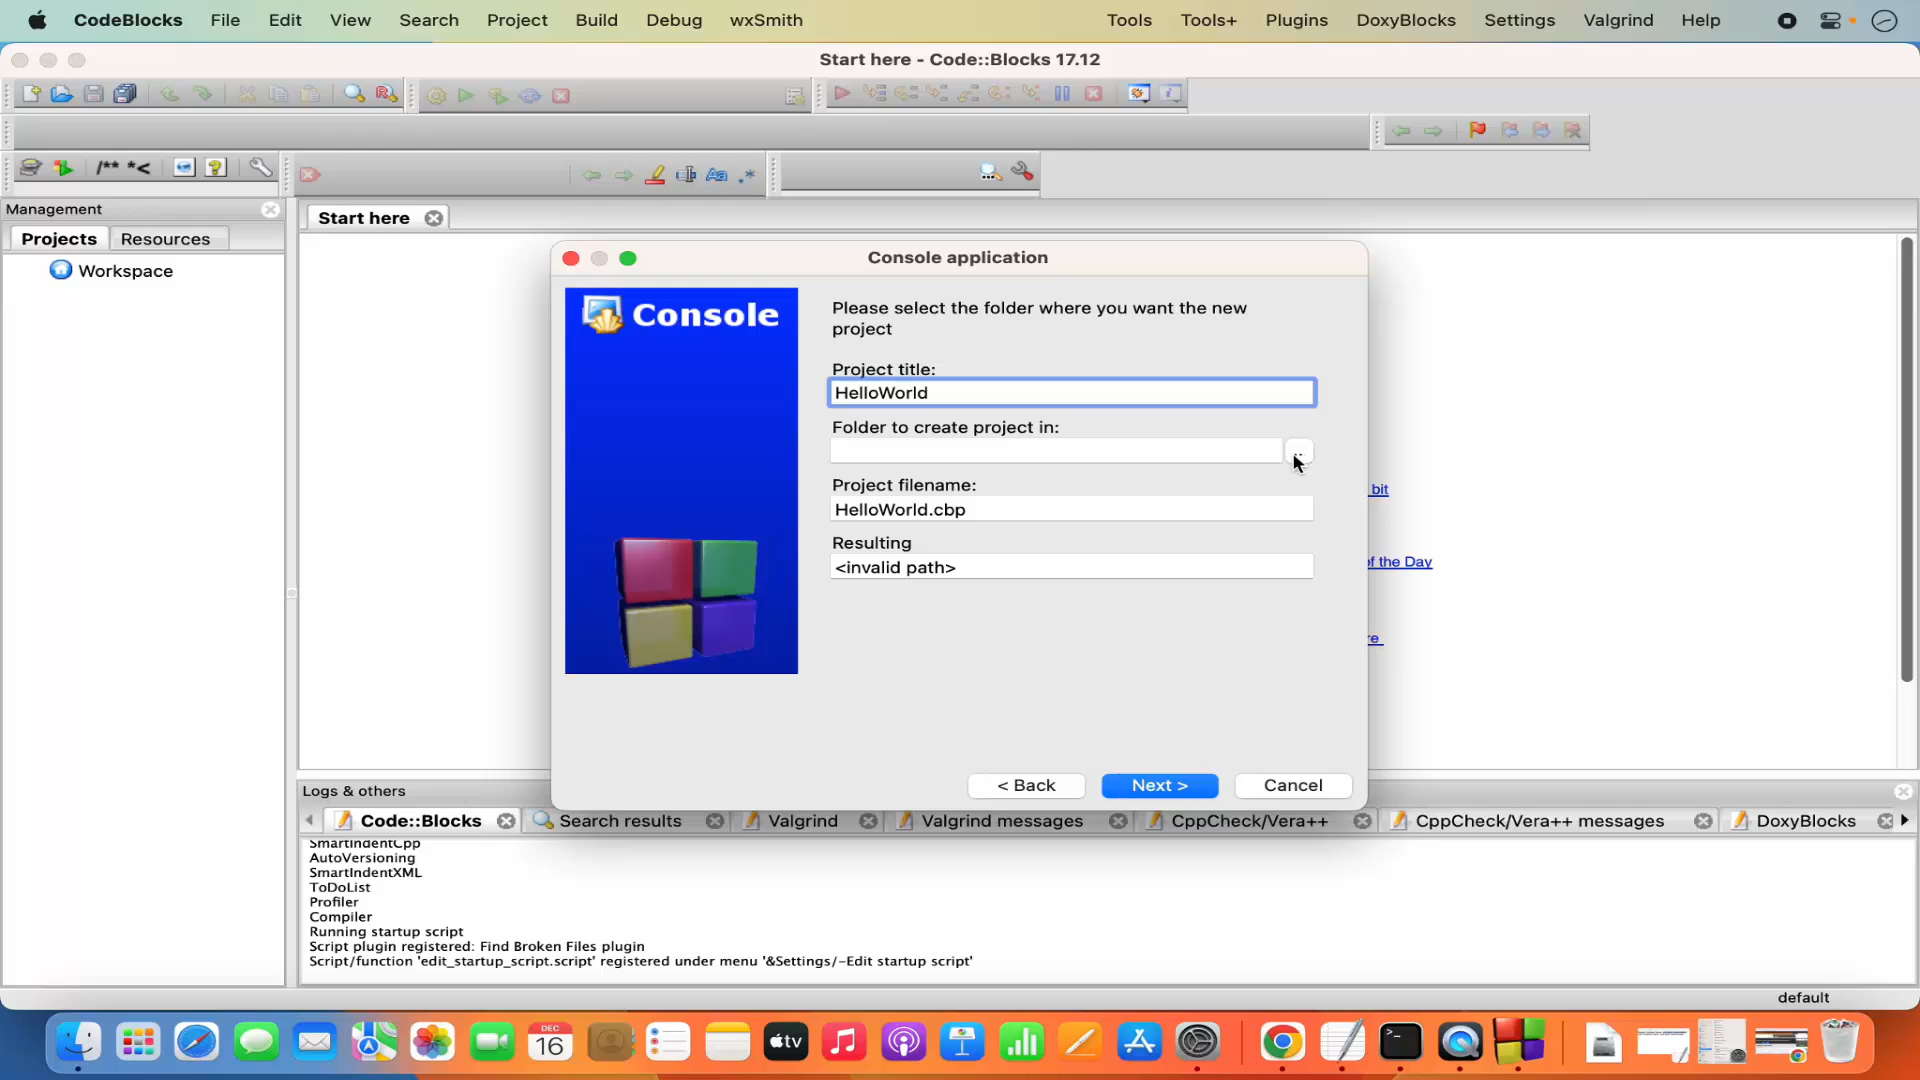 CodeBlocks File Edit View Search Project Build Debug wxSmith Tools Tools+ Plugins DoxyBlocks Settings Valgrind Help
Start here - Code::Blocks 17.12
/** *<
Management
Projects Resources
Workspace
Start here
Console application
Console
Please select the folder where you want the new
project
Project title:
HelloWorld
Folder to create project in:
...
Project filename:
HelloWorld.cbp
Resulting
<invalid path>
bit
of the Day
re
< Back Next > Cancel
Logs & others
Code::Blocks Search results Valgrind Valgrind messages CppCheck/Vera++ CppCheck/Vera++ messages DoxyBlocks
SmartIndentCpp
AutoVersioning
SmartIndentXML
ToDoList
Profiler
Compiler
Running startup script
Script plugin registered: Find Broken Files plugin
Script/function 'edit_startup_script.script' registered under menu '&Settings/-Edit startup script'
default
DEC
16
tv